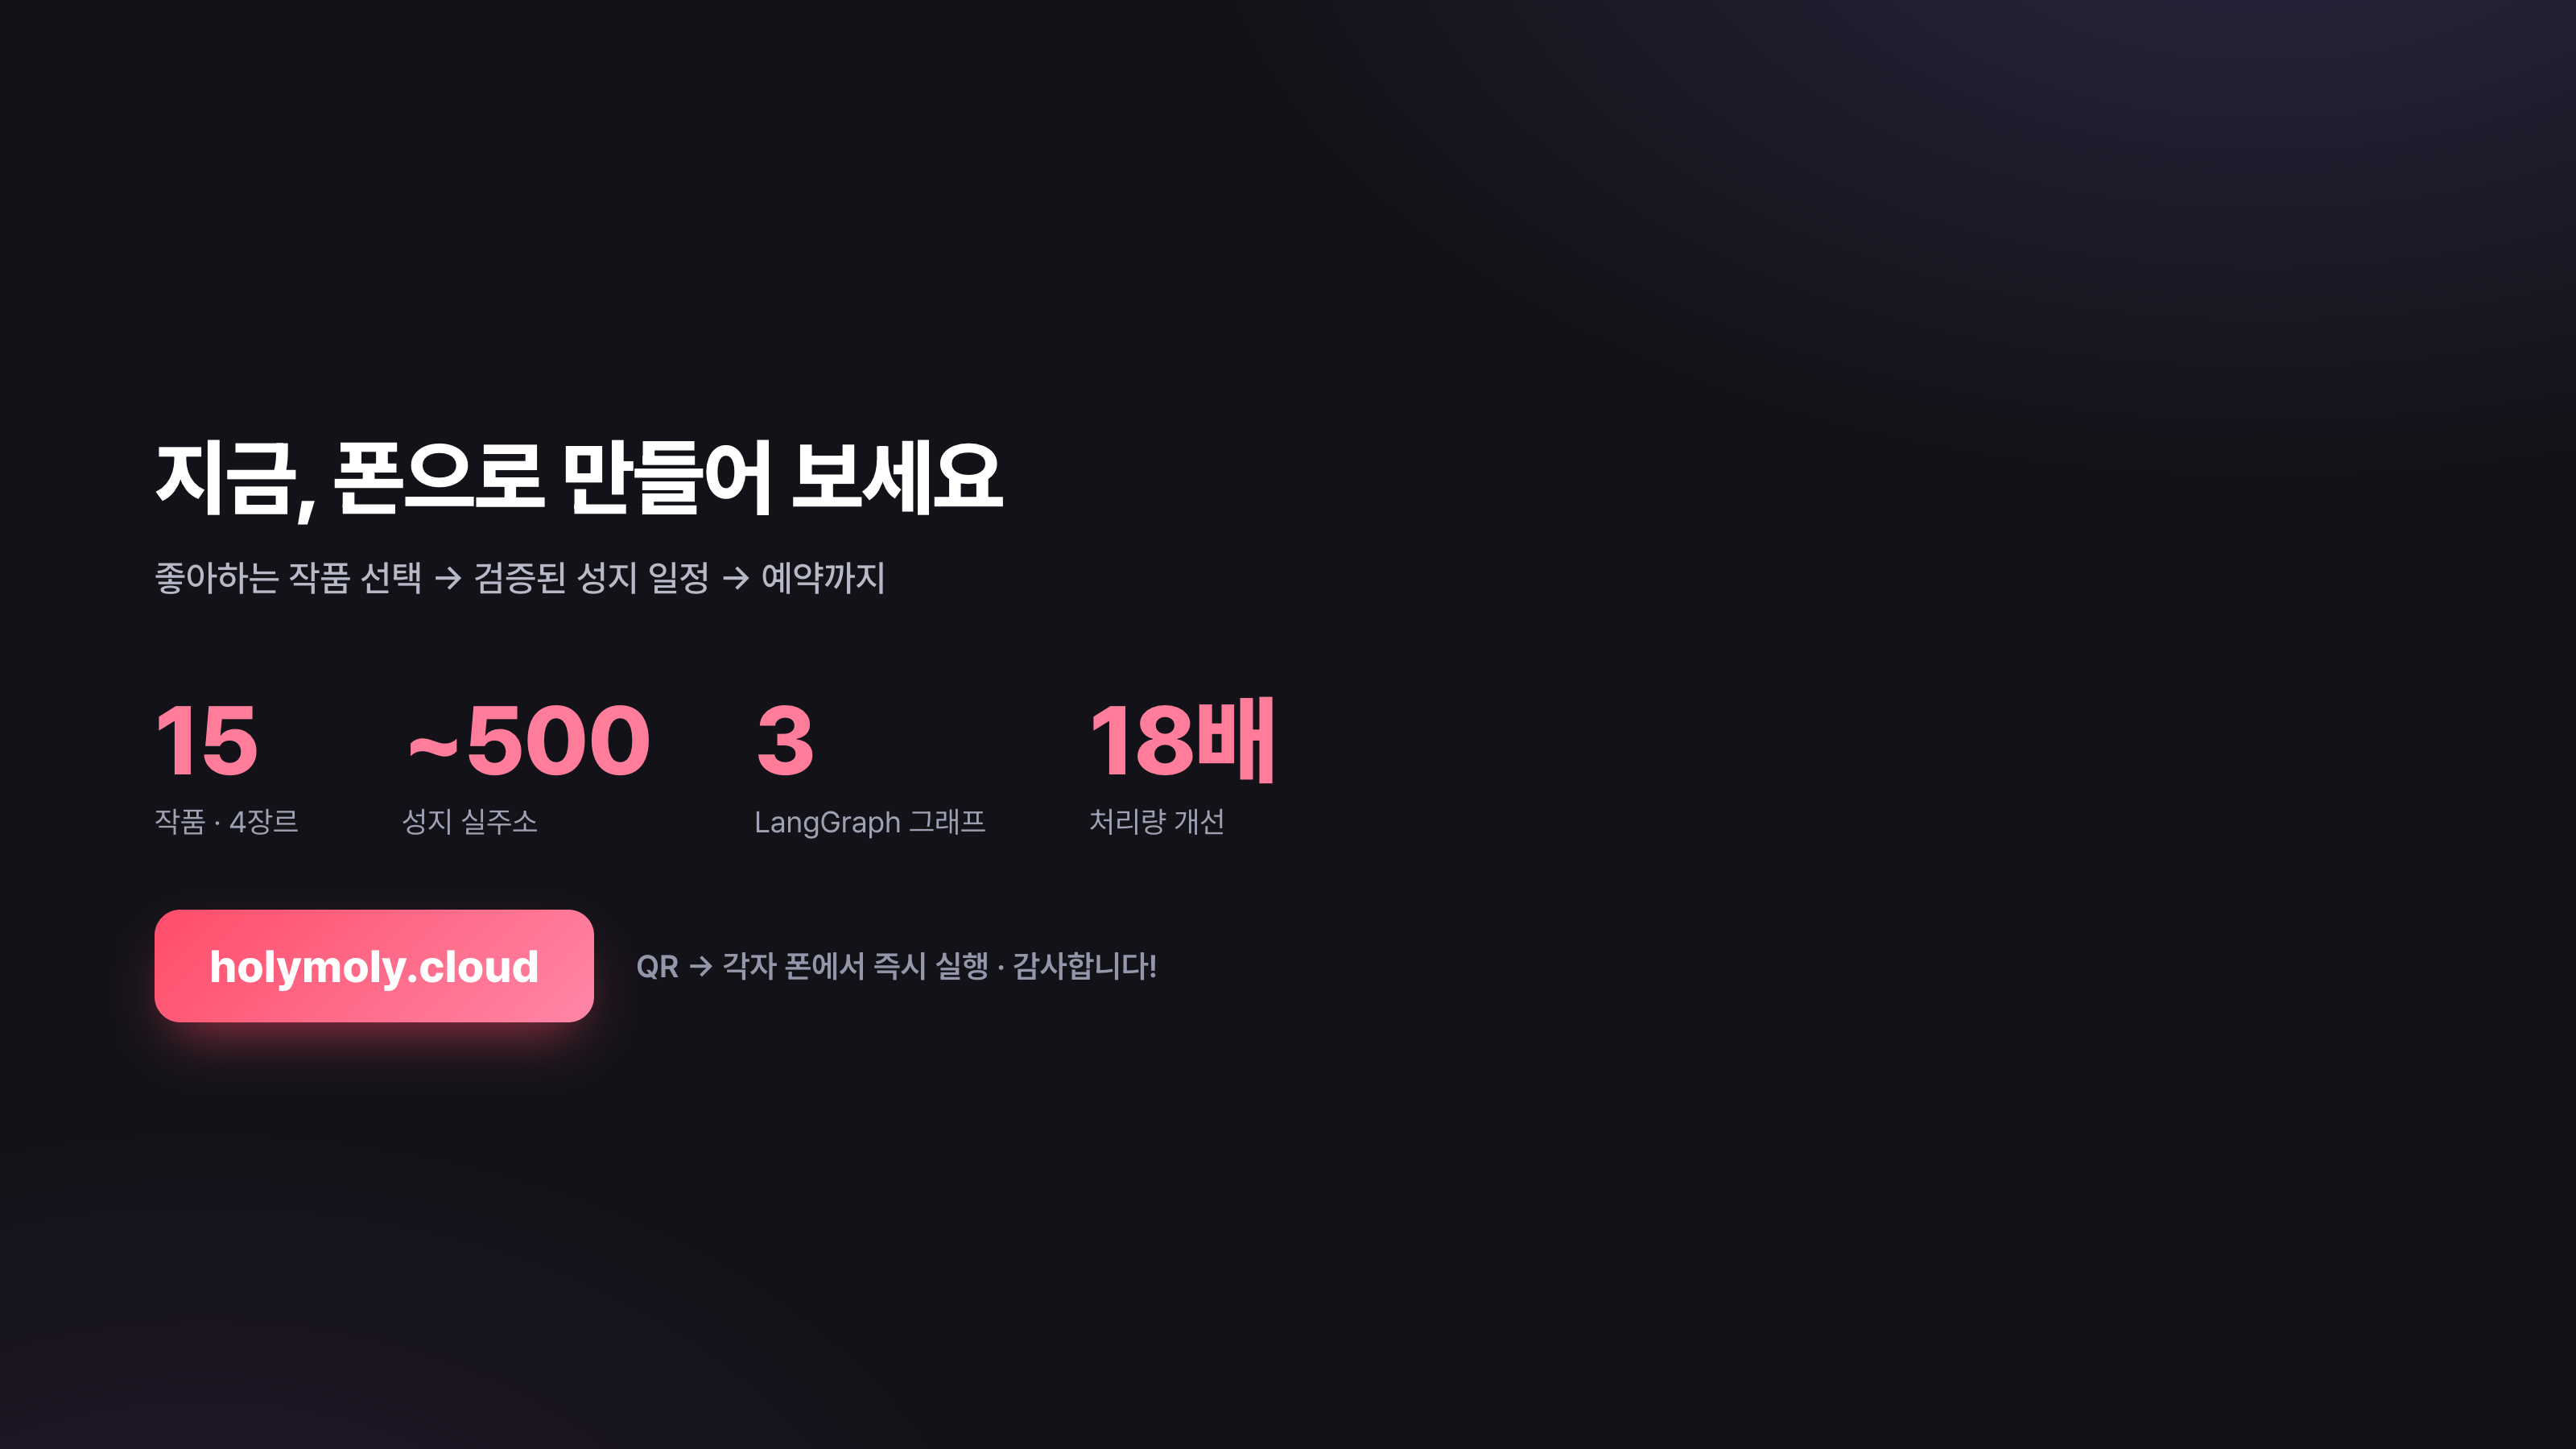 지금, 폰으로 만들어 보세요
좋아하는 작품 선택 → 검증된 성지 일정 → 예약까지
15 ~500 3 18배
작품 · 4장르 성지 실주소 LangGraph 그래프 처리량 개선
holymoly.cloud QR → 각자 폰에서 즉시 실행 · 감사합니다!